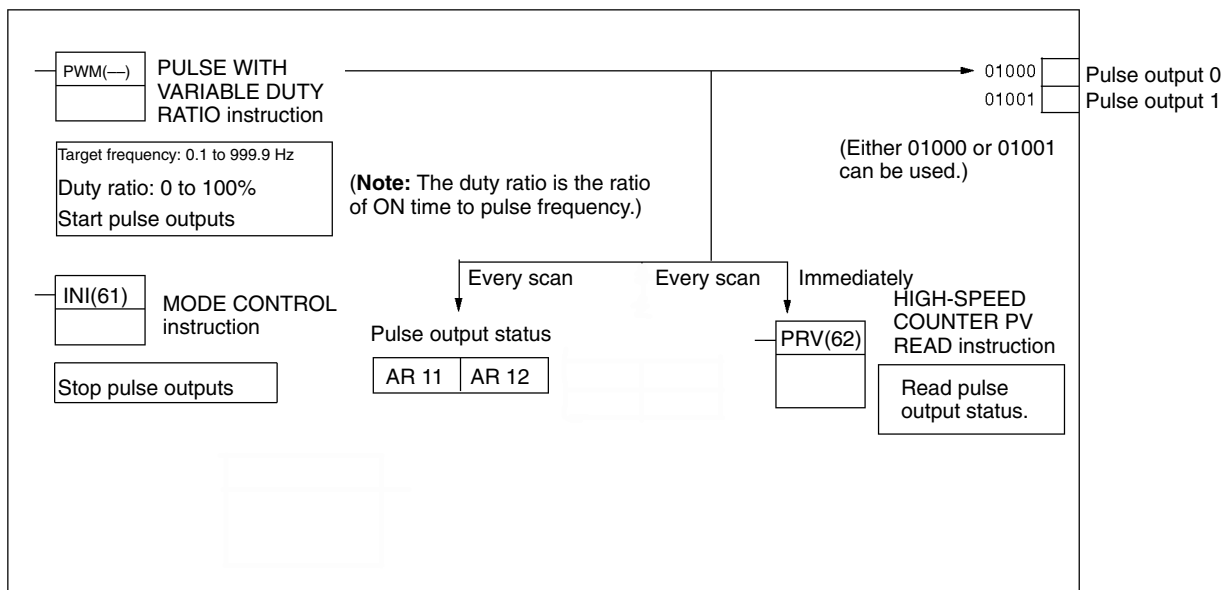 PWM(––)
PULSE WITH
VARIABLE DUTY
RATIO instruction
01000
Pulse output 0
01001
Pulse output 1
(Either 01000 or 01001
can be used.)
Target frequency: 0.1 to 999.9 Hz
Duty ratio: 0 to 100%
Start pulse outputs
(Note: The duty ratio is the ratio
of ON time to pulse frequency.)
Every scan
Every scan
Immediately
INI(61)
MODE CONTROL
instruction
Stop pulse outputs
Pulse output status
AR 11
AR 12
PRV(62)
HIGH-SPEED
COUNTER PV
READ instruction
Read pulse
output status.